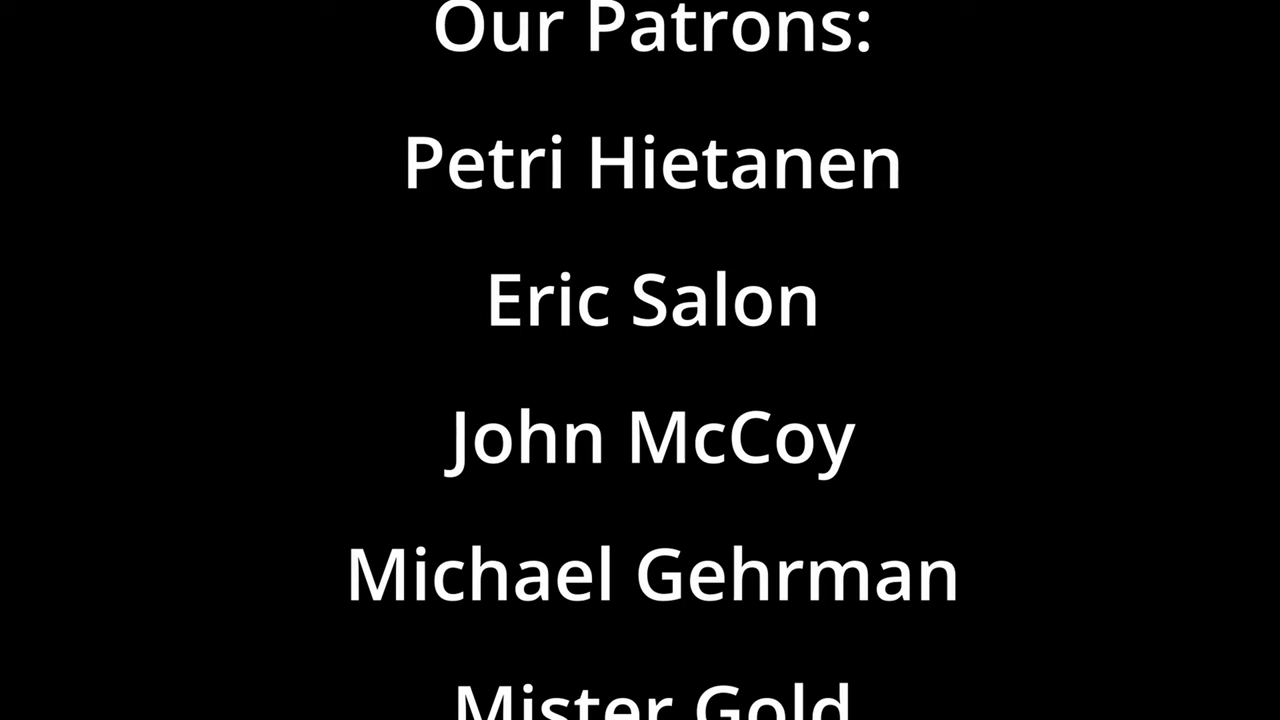 Our Patrons:
Petri Hietanen
Eric Salon
John McCoy
Michael Gehrman
Mister Gold